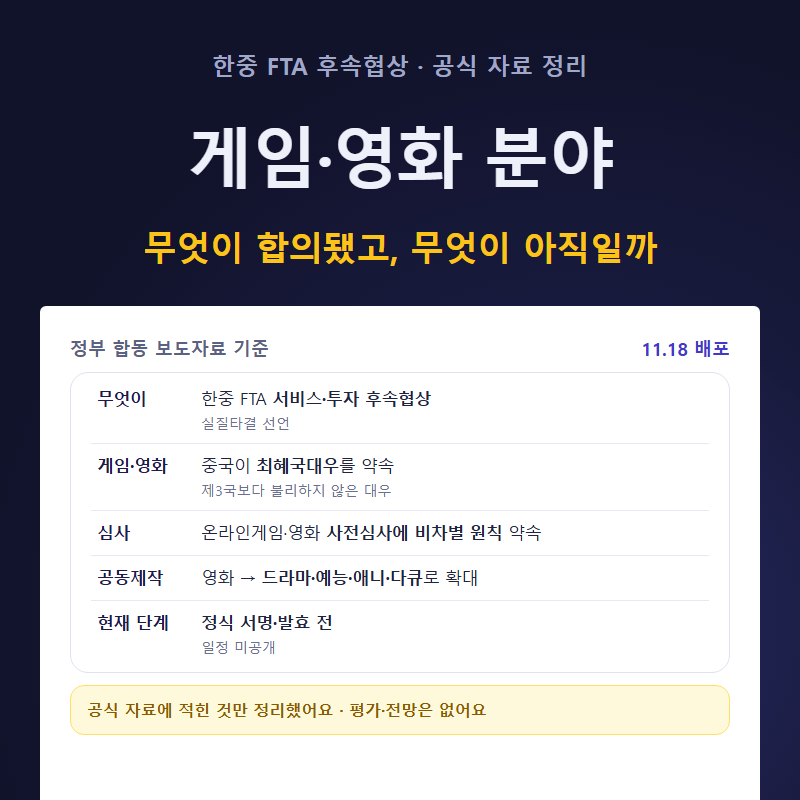 한중 FTA 후속협상 · 공식 자료 정리
게임·영화 분야
무엇이 합의됐고, 무엇이 아직일까
정부 합동 보도자료 기준 11.18 배포
무엇이 한중 FTA 서비스·투자 후속협상
실질타결 선언
게임·영화 중국이 최혜국대우를 약속
제3국보다 불리하지 않은 대우
심사 온라인게임·영화 사전심사에 비차별 원칙 약속
공동제작 영화 → 드라마·예능·애니·다큐로 확대
현재 단계 정식 서명·발효 전
일정 미공개
공식 자료에 적힌 것만 정리했어요 · 평가·전망은 없어요